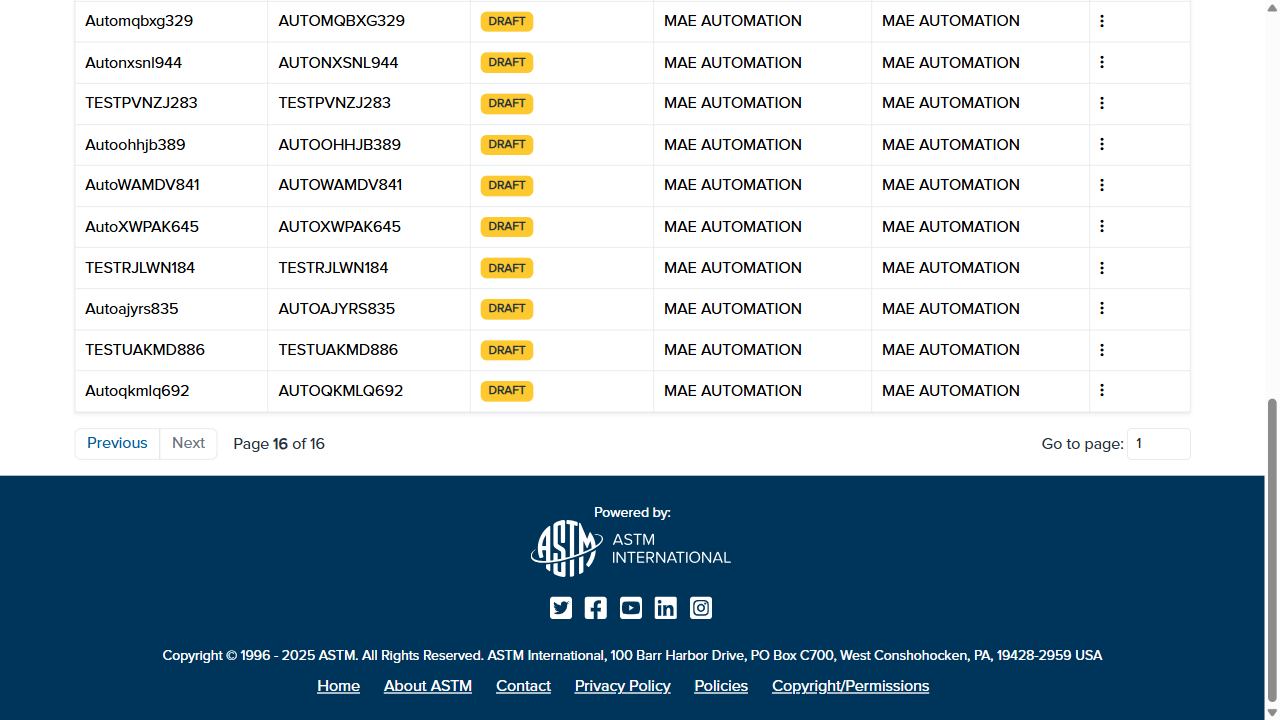 Automqbxg329 AUTOMQBXG329 DRAFT MAE AUTOMATION MAE AUTOMATION
Autonxsnl944 AUTONXSNL944 DRAFT MAE AUTOMATION MAE AUTOMATION
TESTPVNZJ283 TESTPVNZJ283 DRAFT MAE AUTOMATION MAE AUTOMATION
Autoohhjb389 AUTOOHHJB389 DRAFT MAE AUTOMATION MAE AUTOMATION
AutoWAMDV841 AUTOWAMDV841 DRAFT MAE AUTOMATION MAE AUTOMATION
AutoXWPAK645 AUTOXWPAK645 DRAFT MAE AUTOMATION MAE AUTOMATION
TESTRJLWN184 TESTRJLWN184 DRAFT MAE AUTOMATION MAE AUTOMATION
Autoajyrs835 AUTOAJYRS835 DRAFT MAE AUTOMATION MAE AUTOMATION
TESTUAKMD886 TESTUAKMD886 DRAFT MAE AUTOMATION MAE AUTOMATION
Autoqkmlq692 AUTOQKMLQ692 DRAFT MAE AUTOMATION MAE AUTOMATION
Previous Next Page 16 of 16 Go to page: 1
Powered by:
ASTM ASTM
INTERNATIONAL
Copyright © 1996 - 2025 ASTM. All Rights Reserved. ASTM International, 100 Barr Harbor Drive, PO Box C700, West Conshohocken, PA, 19428-2959 USA
Home About ASTM Contact Privacy Policy Policies Copyright/Permissions